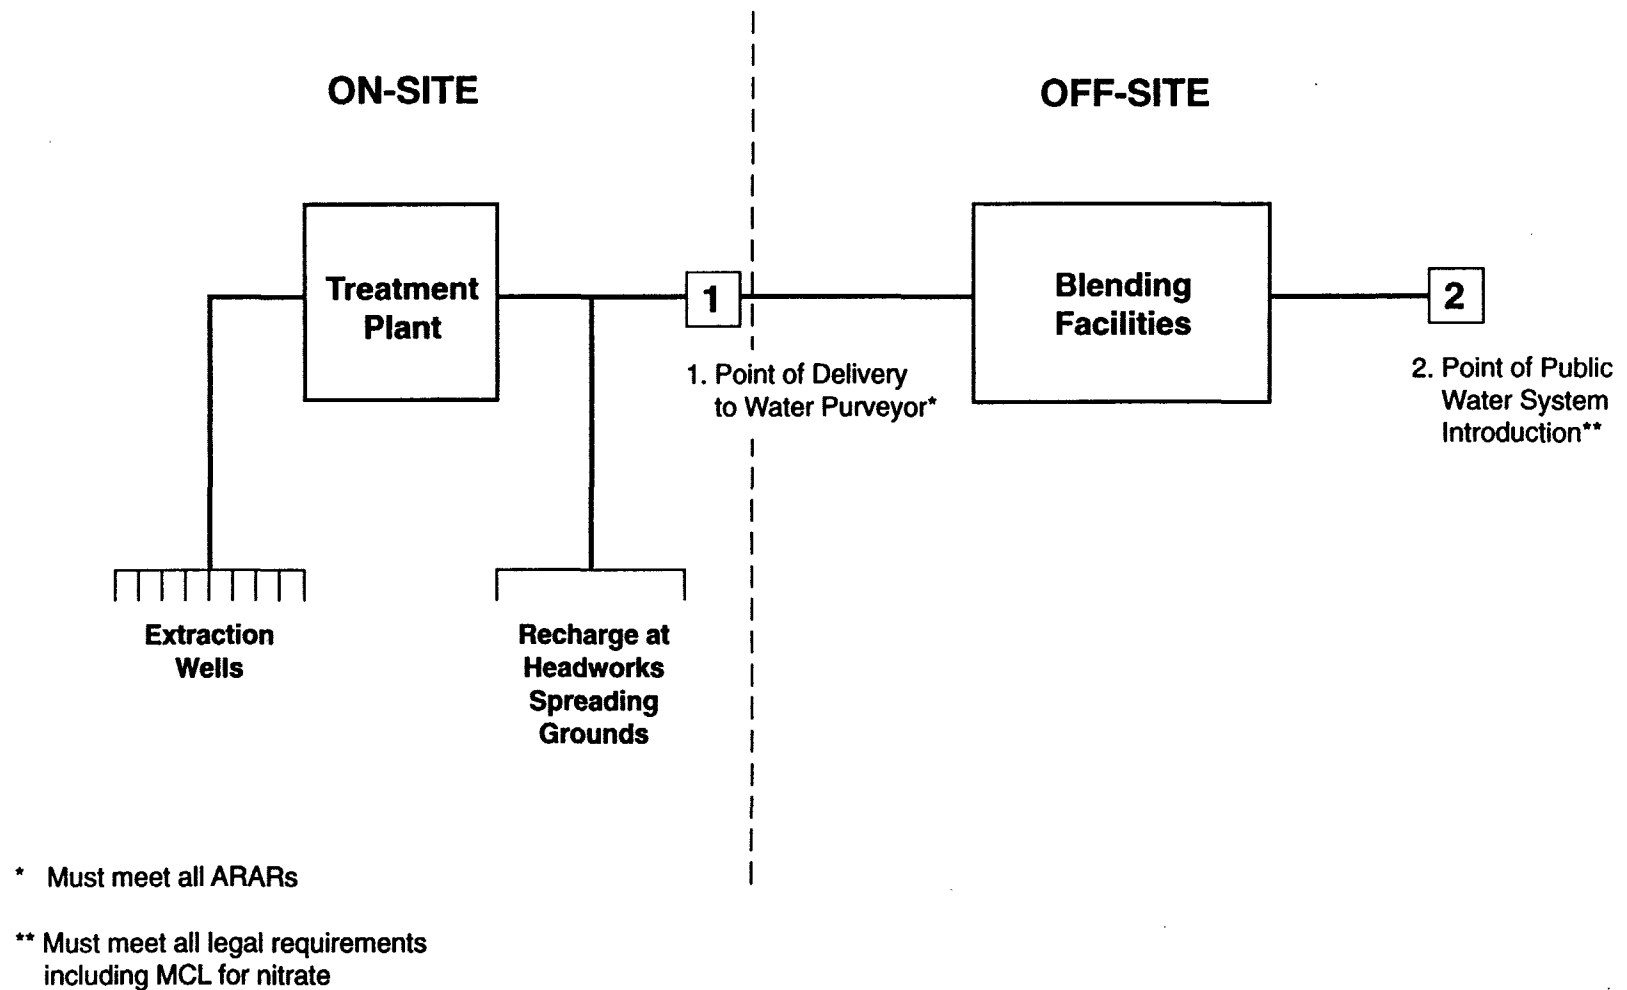 ON-SITE
OFF-SITE
Treatment
Plant
1
Blending
Facilities
2
1. Point of Delivery
to Water Purveyor*
2. Point of Public
Water System
Introduction**
Extraction
Wells
Recharge at
Headworks
Spreading
Grounds
* Must meet all ARARs
** Must meet all legal requirements
including MCL for nitrate